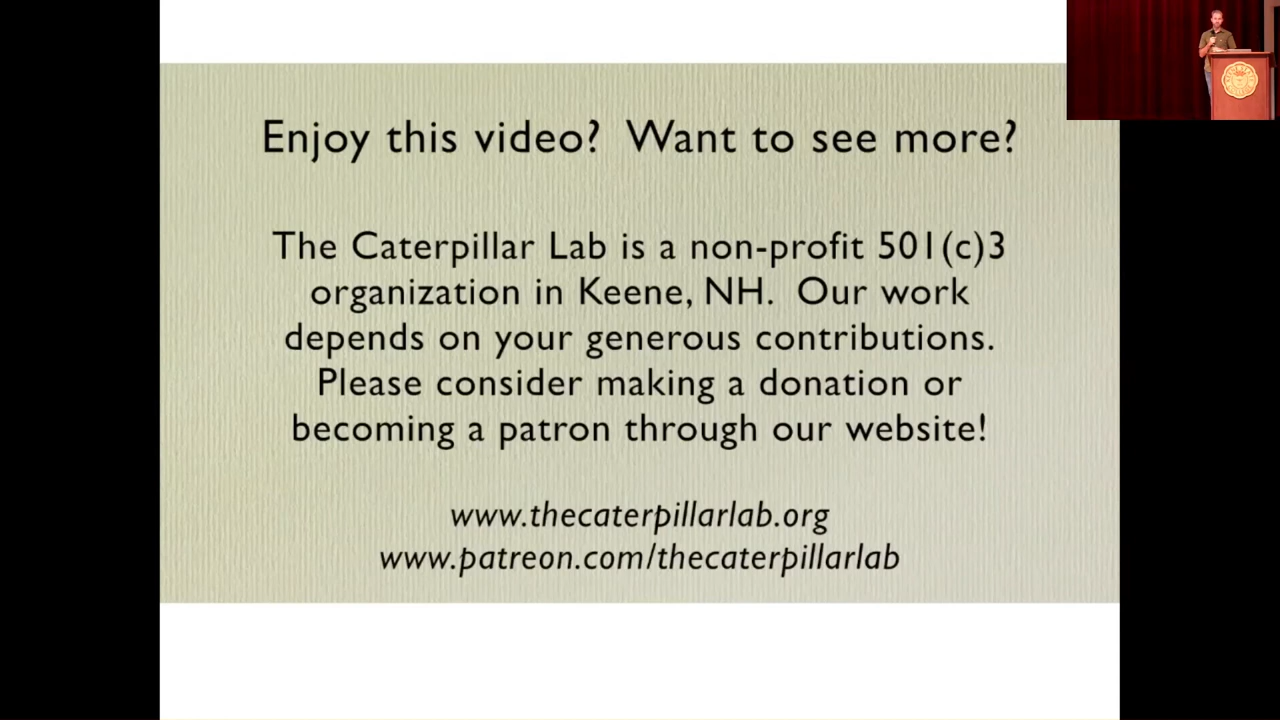 Enjoy this video?  Want to see more?
The Caterpillar Lab is a non-profit 501(c)3
organization in Keene, NH.  Our work
depends on your generous contributions.
Please consider making a donation or
becoming a patron through our website!
www.thecaterpillarlab.org
www.patreon.com/thecaterpillarlab